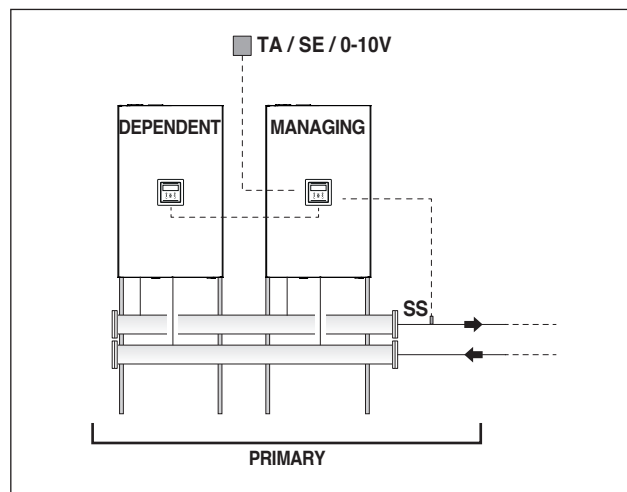 TA / SE / 0-10V
DEPENDENT
MANAGING
SS
PRIMARY